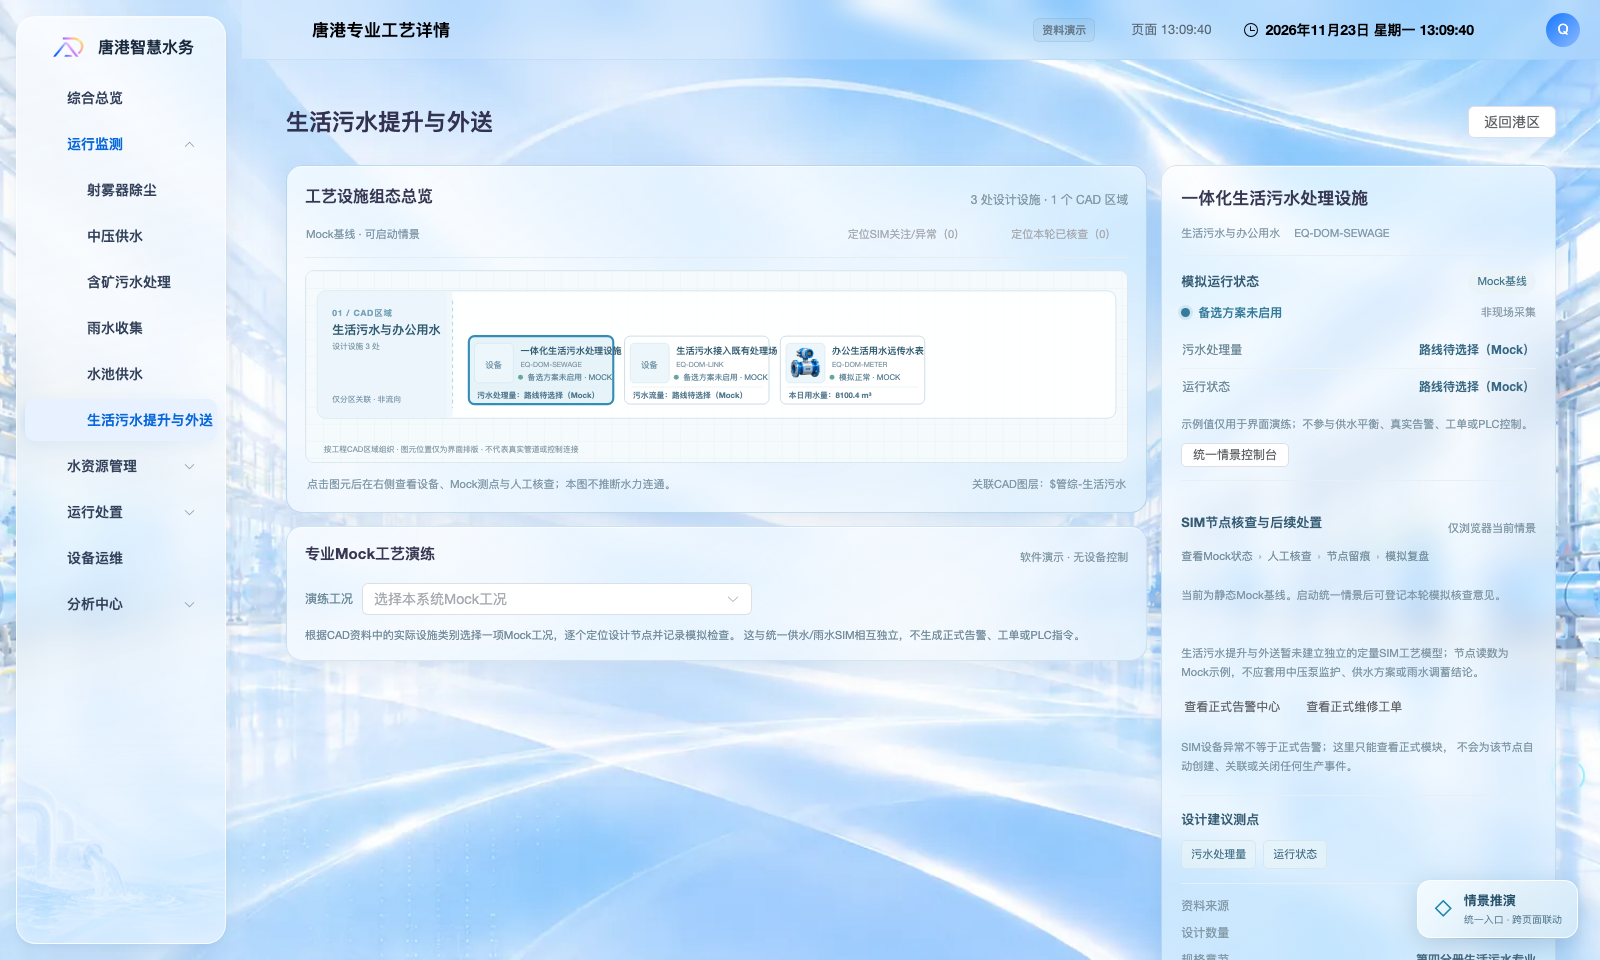 唐港智慧水务
综合总览
运行监测
射雾器除尘
中压供水
含矿污水处理
雨水收集
水池供水
生活污水提升与外送
水资源管理
运行处置
设备运维
分析中心
唐港专业工艺详情
资料演示
页面 13:09:40
2026年11月23日 星期一 13:09:40
Q
生活污水提升与外送
返回港区
工艺设施组态总览
3 处设计设施 · 1 个 CAD 区域
Mock基线 · 可启动情景
定位SIM关注/异常（0）
定位本轮已核查（0）
01 / CAD区域
生活污水与办公用水
设计设施 3 处
仅分区关联 · 非流向
设备
一体化生活污水处理设施
EQ-DOM-SEWAGE
备选方案未启用 · MOCK
污水处理量：路线待选择（Mock）
设备
生活污水接入既有处理场
EQ-DOM-LINK
备选方案未启用 · MOCK
污水流量：路线待选择（Mock）
办公生活用水远传水表
EQ-DOM-METER
模拟正常 · MOCK
本日用水量：8100.4 m³
按工程CAD区域组织 · 图元位置仅为界面排版 · 不代表真实管道或控制连接
点击图元后在右侧查看设备、Mock测点与人工核查；本图不推断水力连通。
关联CAD图层：$管综-生活污水
专业Mock工艺演练
软件演示 · 无设备控制
演练工况
选择本系统Mock工况
根据CAD资料中的实际设施类别选择一项Mock工况，逐个定位设计节点并记录模拟检查。 这与统一供水/雨水SIM相互独立，不生成正式告警、工单或PLC指令。
一体化生活污水处理设施
生活污水与办公用水 EQ-DOM-SEWAGE
模拟运行状态
Mock基线
备选方案未启用
非现场采集
污水处理量
路线待选择（Mock）
运行状态
路线待选择（Mock）
示例值仅用于界面演练；不参与供水平衡、真实告警、工单或PLC控制。
统一情景控制台
SIM节点核查与后续处置
仅浏览器当前情景
查看Mock状态 › 人工核查 › 节点留痕 › 模拟复盘
当前为静态Mock基线。启动统一情景后可登记本轮模拟核查意见。
生活污水提升与外送暂未建立独立的定量SIM工艺模型；节点读数为
Mock示例，不应套用中压泵监护、供水方案或雨水调蓄结论。
查看正式告警中心
查看正式维修工单
SIM设备异常不等于正式告警；这里只能查看正式模块， 不会为该节点自
动创建、关联或关闭任何生产事件。
设计建议测点
污水处理量
运行状态
资料来源
设计数量
规格章节
第四分册生活污水专业
情景推演
统一入口 · 跨页面联动